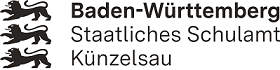 Baden-Württemberg
Staatliches Schulamt
Künzelsau